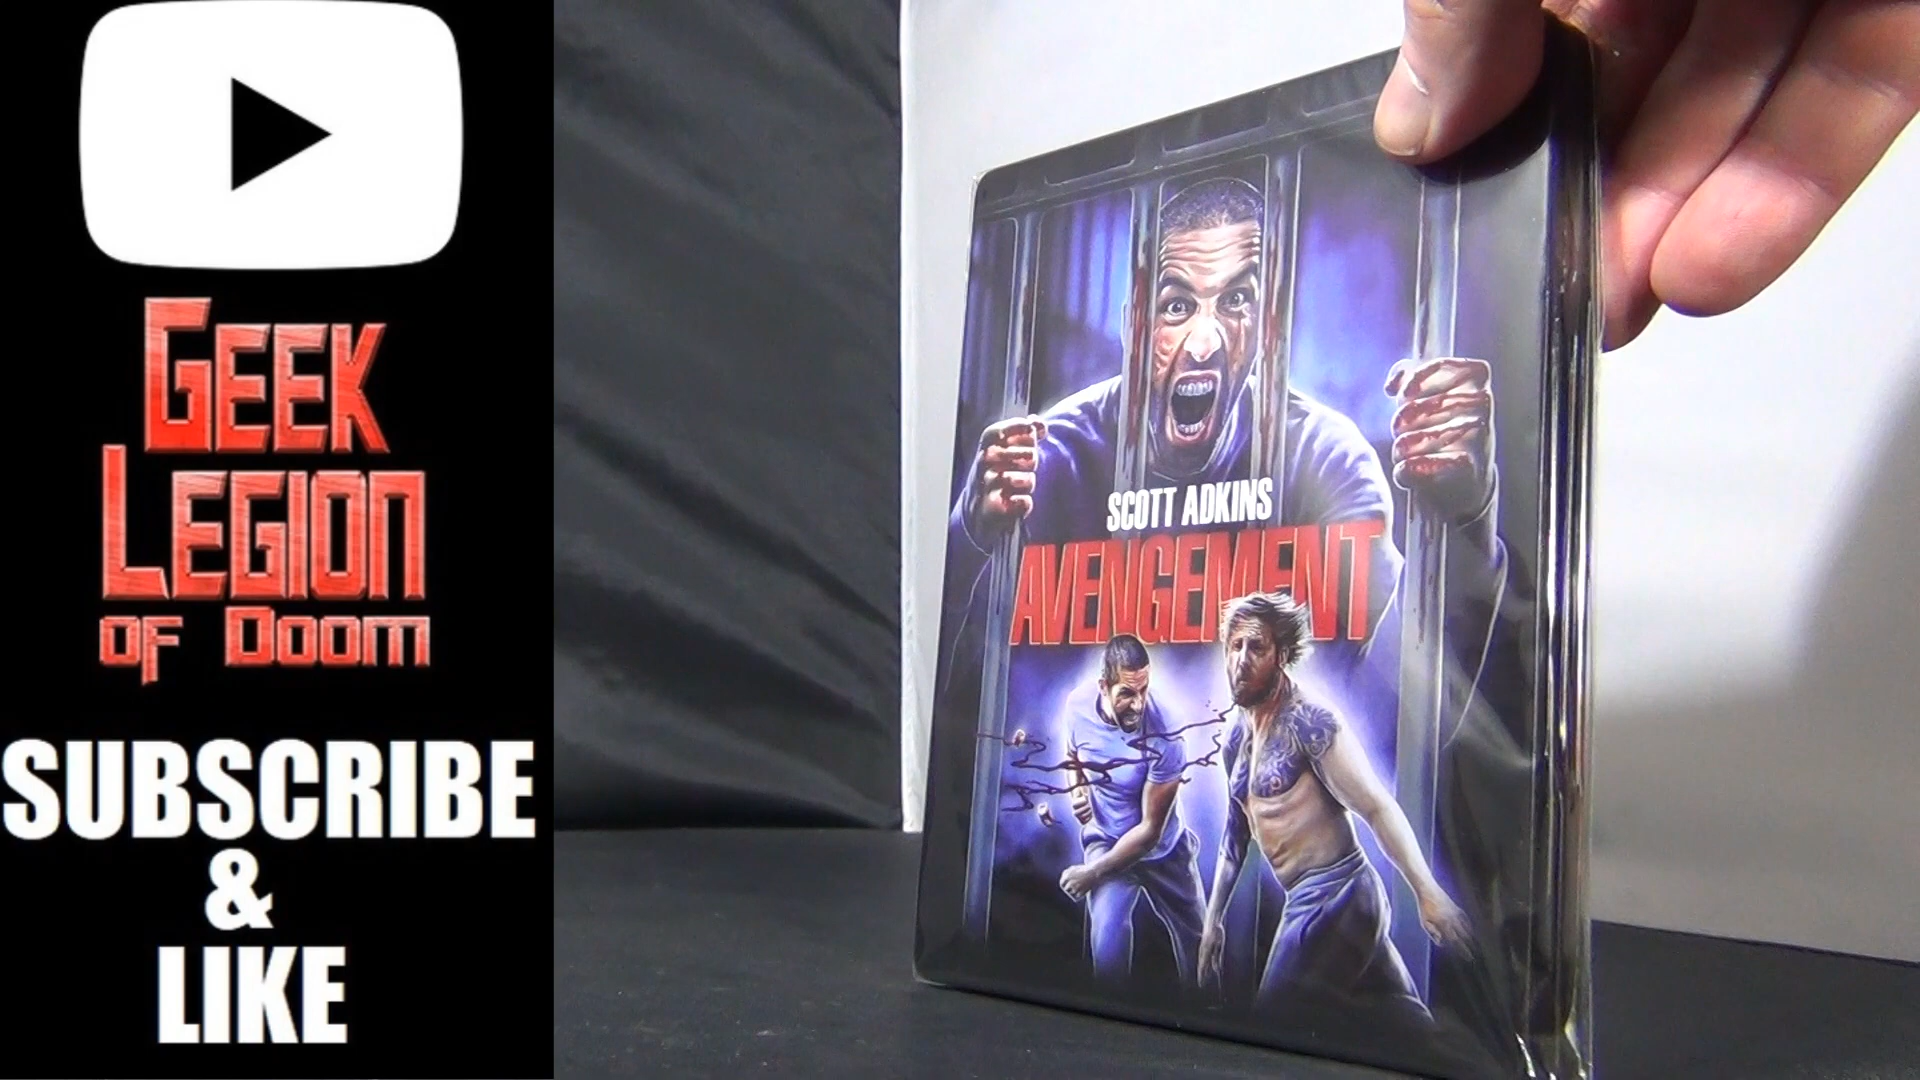 GEEK
LEGION
OF DOOM
SUBSCRIBE
&
LIKE
SCOTT ADKINS
AVENGEMENT